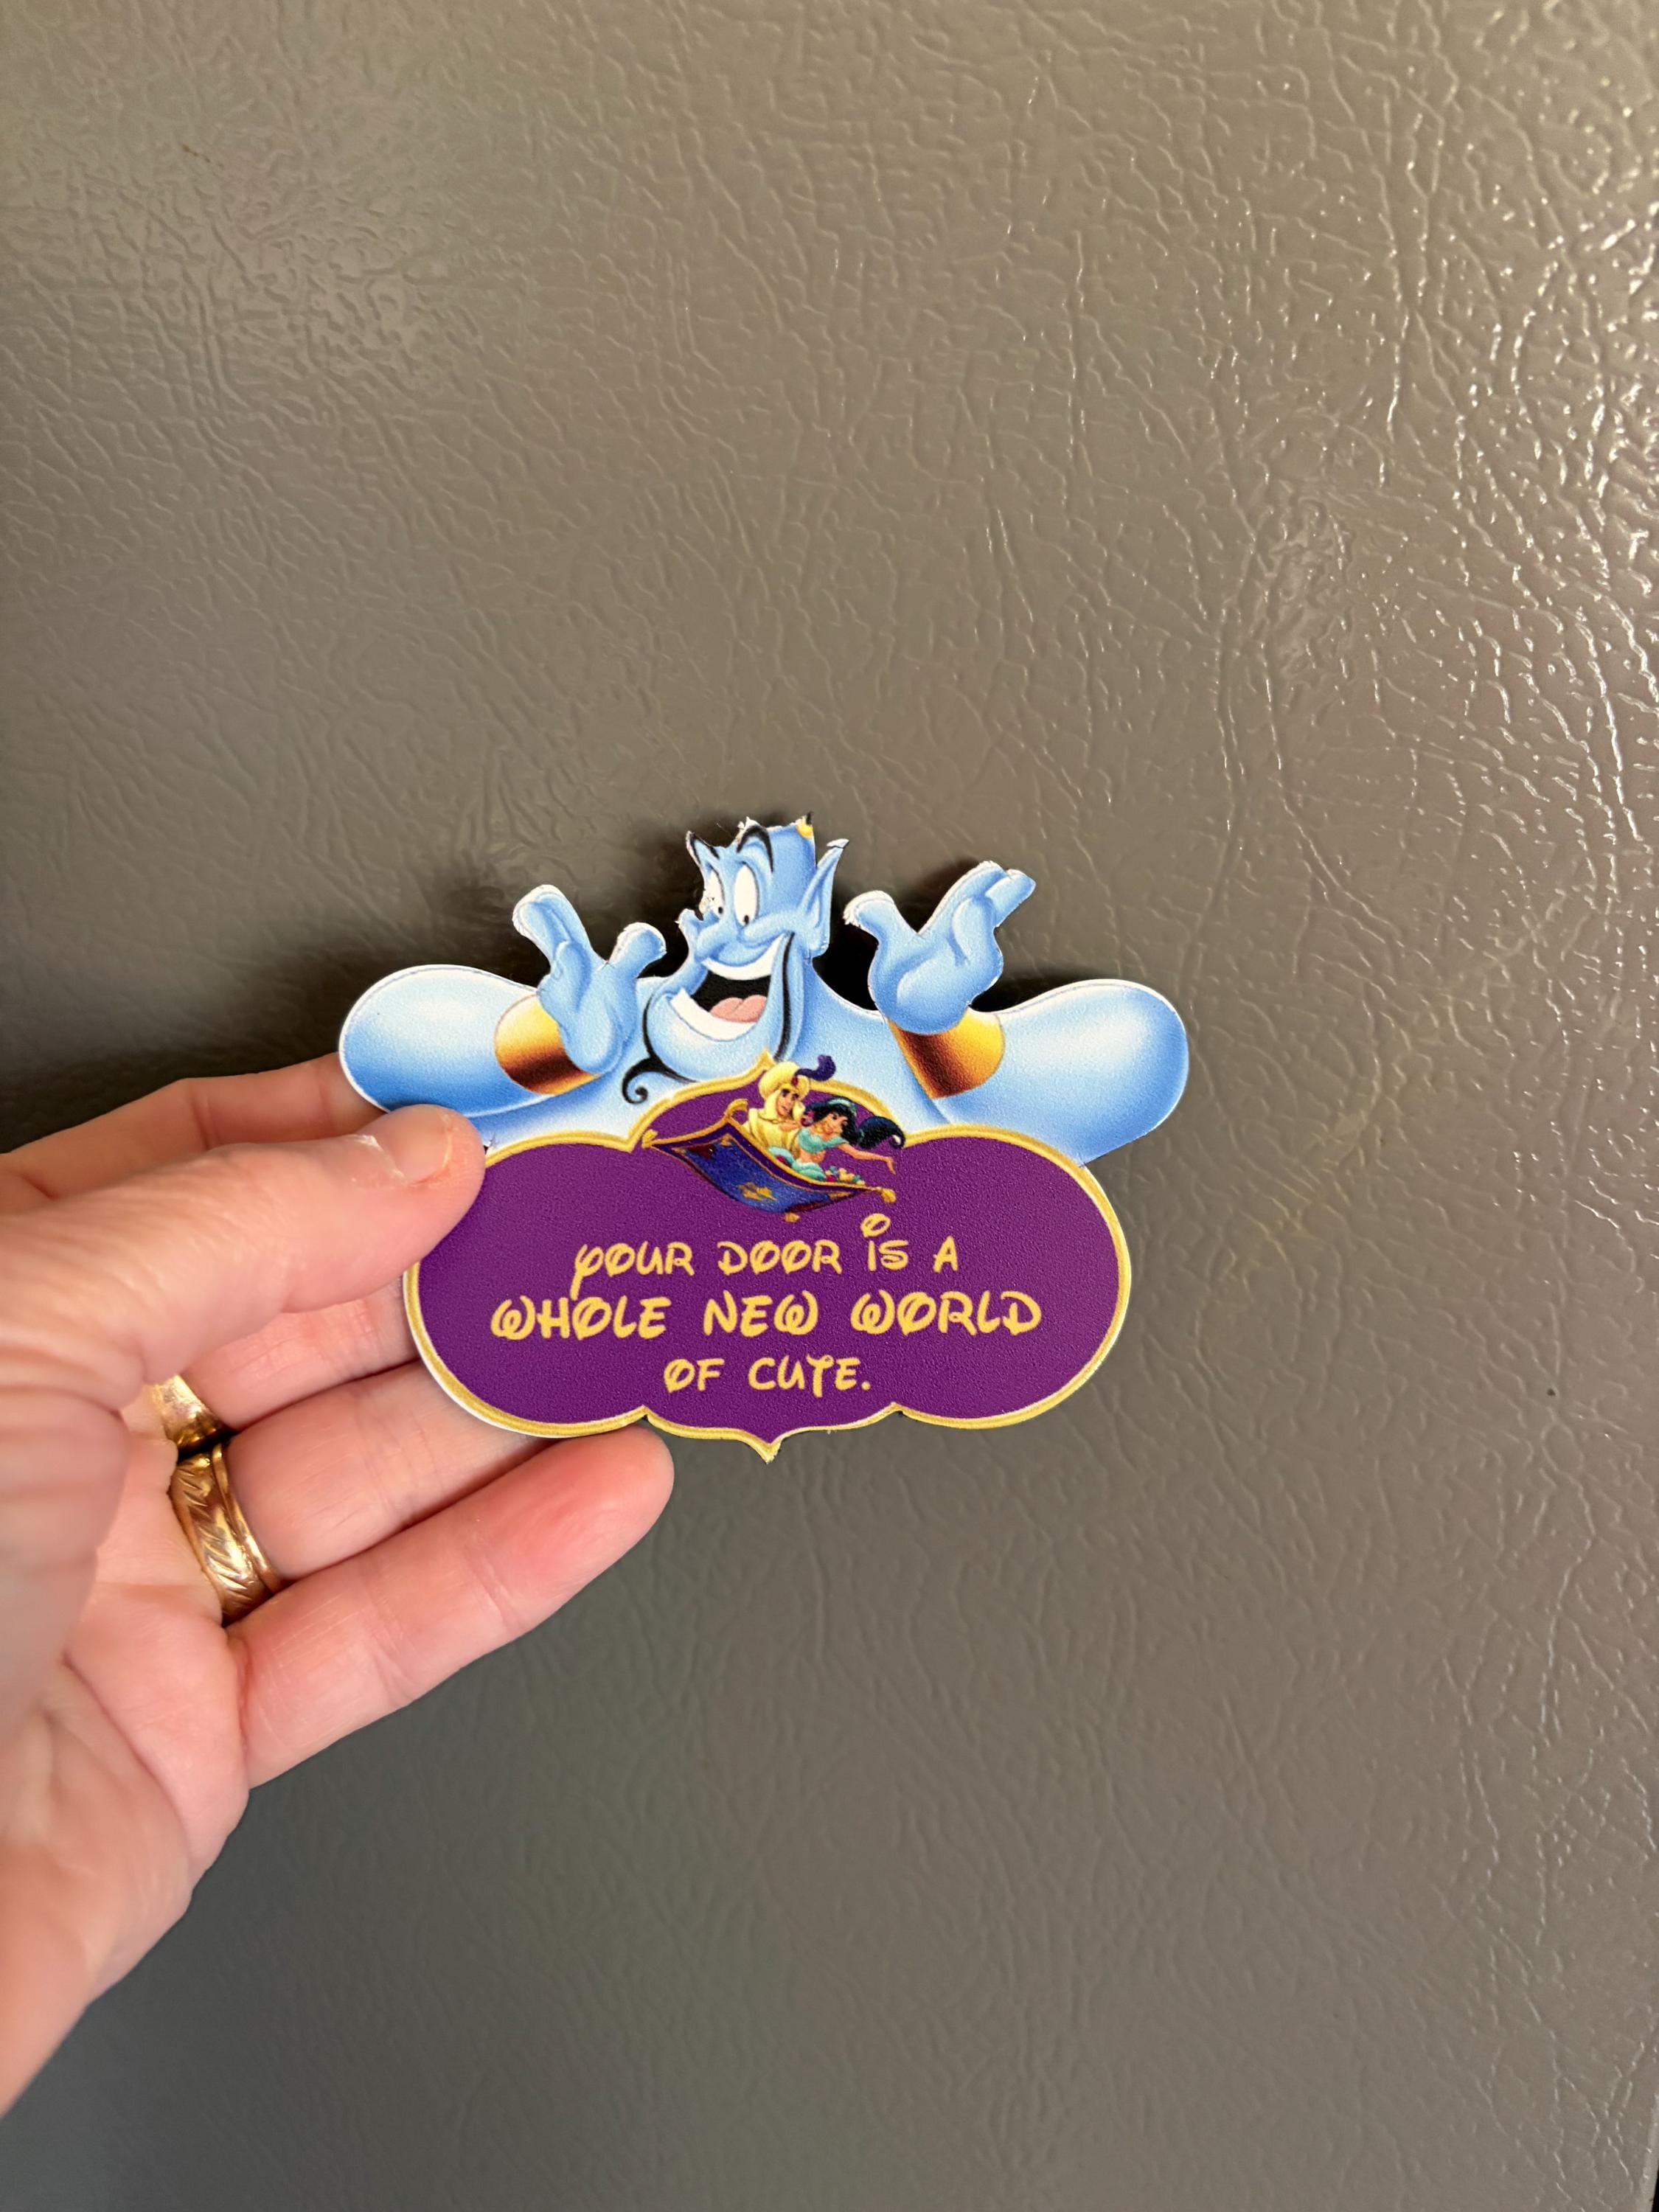 YOUR DOOR IS A
WHOLE NEW WORLD
OF CUTE.